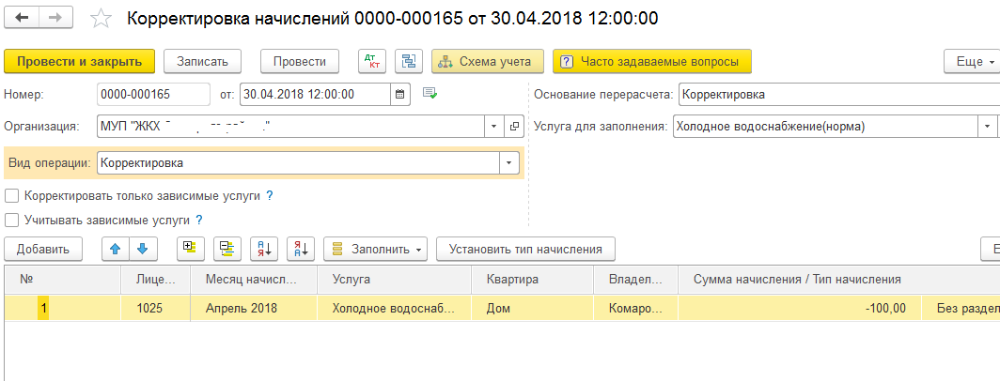 Корректировка начислений 0000-000165 от 30.04.2018 12:00:00
Провести и закрыть Записать Провести Дт Кт Схема учета ? Часто задаваемые вопросы Еще
Номер: 0000-000165 от: 30.04.2018 12:00:00 Основание перерасчета: Корректировка
Организация: МУП "ЖКХ ." Услуга для заполнения: Холодное водоснабжение(норма)
Вид операции: Корректировка
Корректировать только зависимые услуги ?
Учитывать зависимые услуги ?
Добавить А Я Я А Заполнить Установить тип начисления Е
№ Лице... Месяц начисл... Услуга Квартира Владел... Сумма начисления / Тип начисления
1 1025 Апрель 2018 Холодное водоснаб... Дом Комаро... -100,00 Без раздел